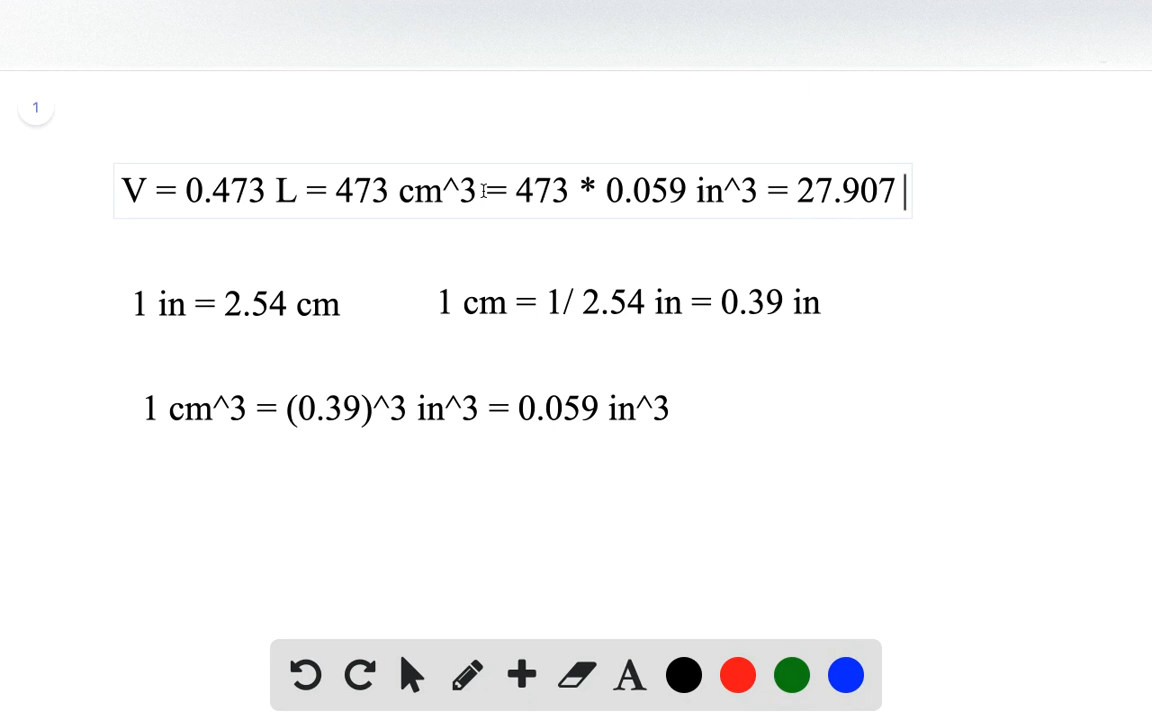 1
V = 0.473 L = 473 cm^3 = 473 * 0.059 in^3 = 27.907
1 in = 2.54 cm 1 cm = 1/ 2.54 in = 0.39 in
1 cm^3 = (0.39)^3 in^3 = 0.059 in^3
A